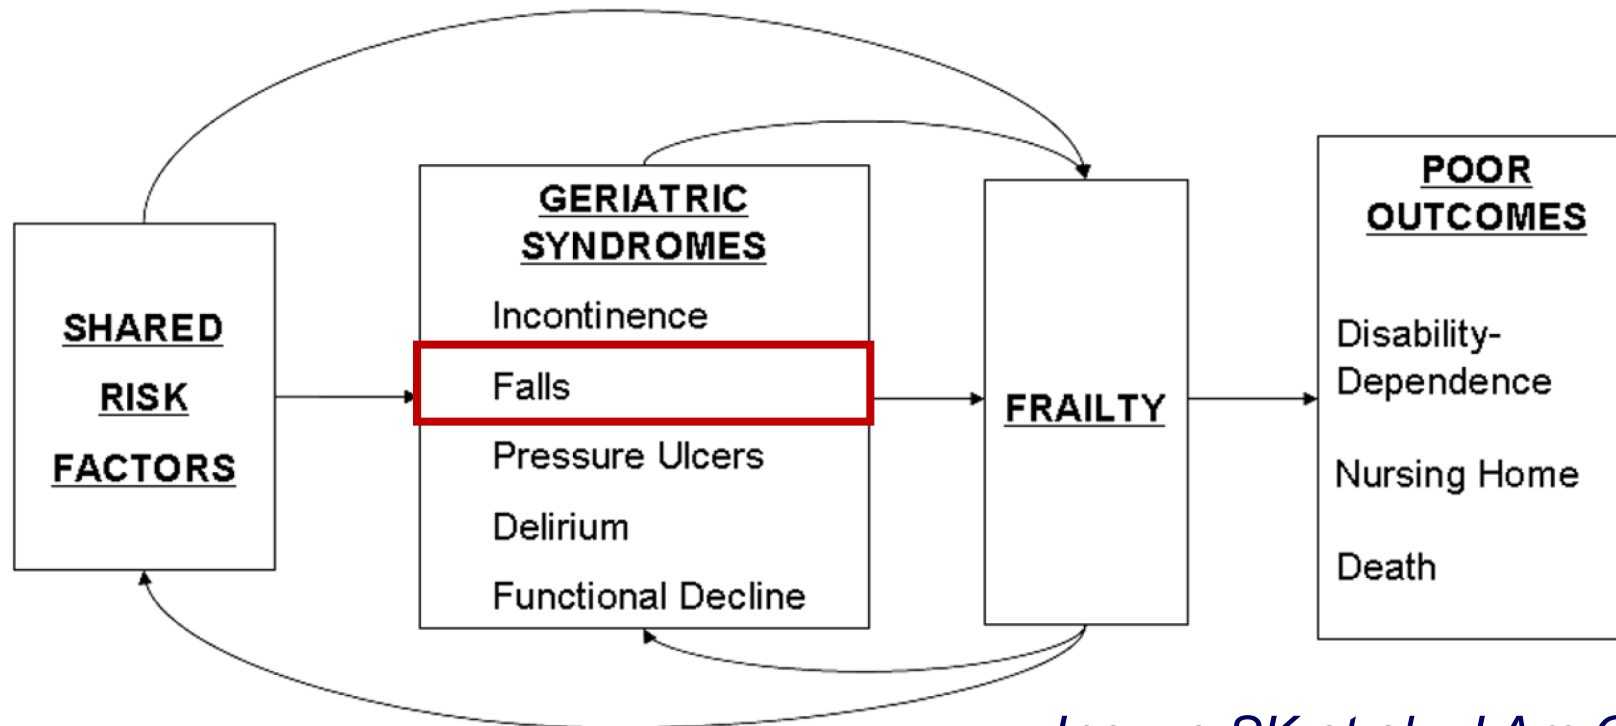 SHARED
RISK
FACTORS
GERIATRIC
SYNDROMES
Incontinence
Falls
Pressure Ulcers
Delirium
Functional Decline
FRAILTY
POOR
OUTCOMES
Disability-
Dependence
Nursing Home
Death